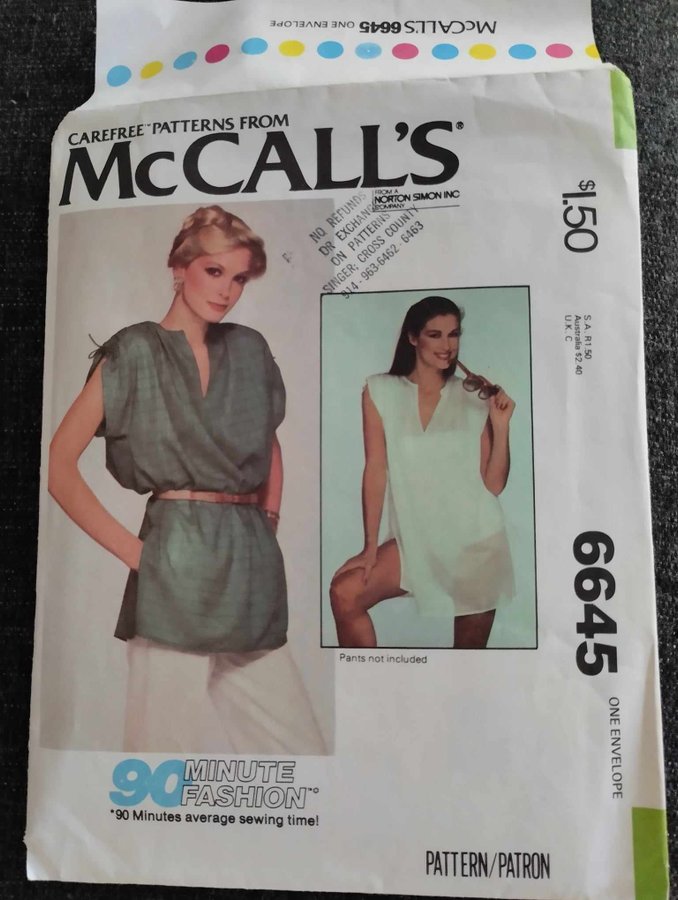 McCALL'S 6645 ONE ENVELOPE
CAREFREE™ PATTERNS FROM
McCALL'S®
FROM A
NORTON SIMON INC
COMPANY
NO REFUNDS
OR EXCHANGE
ON PATTERNS
SINGER: CROSS COUNTY
914-963-6462 6463
$1.50
S.A. R1.50
Australia $2.40
U.K. C
6645
ONE ENVELOPE
Pants not included
90 MINUTE
FASHION™©
*90 Minutes average sewing time!
PATTERN/PATRON